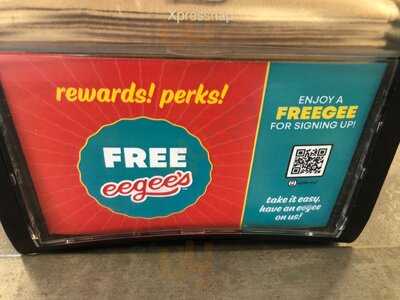 Xpressnap
rewards! perks!
FREE
eegee's
ENJOY A
FREEGEE
FOR SIGNING UP!
take it easy,
have an eegee
on us!